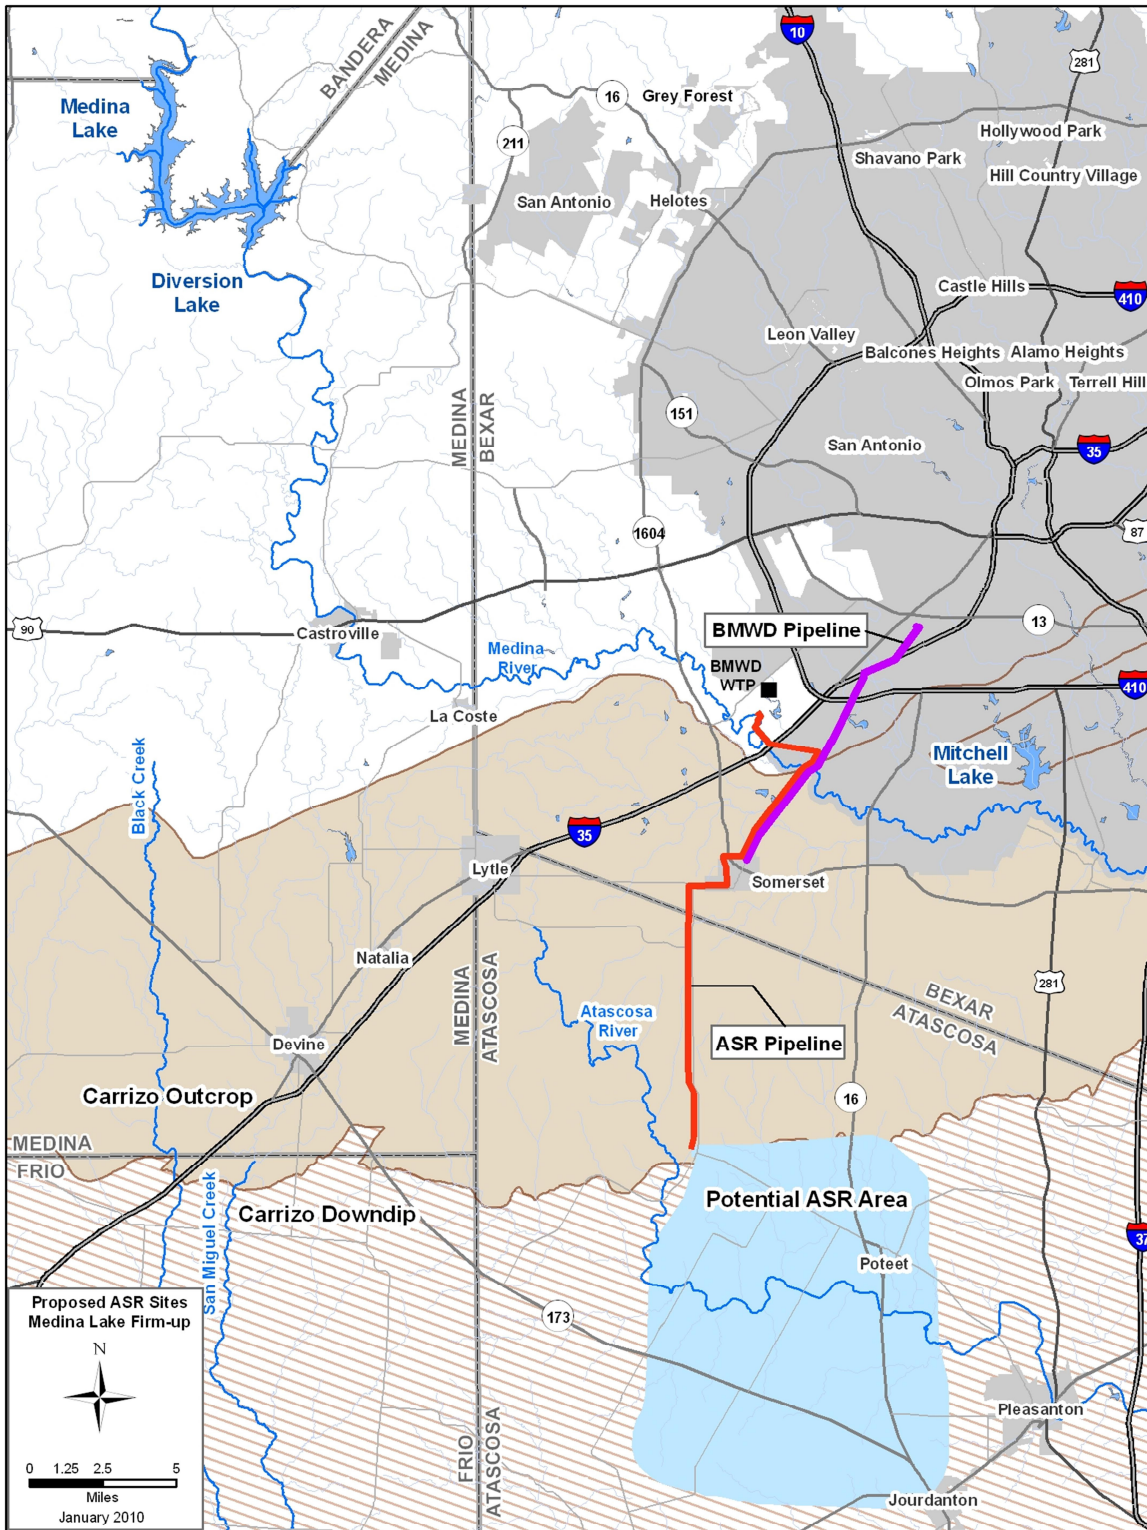 10
281
BANDERA
MEDINA
Medina
Lake
16
Grey Forest
211
Hollywood Park
Shavano Park
Hill Country Village
San Antonio
Helotes
Diversion
Lake
Castle Hills
410
Leon Valley
Balcones Heights
Alamo Heights
Olmos Park
Terrell Hill
151
MEDINA
BEXAR
San Antonio
35
1604
87
90
Castroville
BMWD Pipeline
13
Medina
River
BMWD
WTP
410
La Coste
Mitchell
Lake
Black Creek
35
Lytle
Somerset
Natalia
281
BEXAR
ATASCOSA
MEDINA
ATASCOSA
Atascosa
River
Devine
ASR Pipeline
Carrizo Outcrop
16
MEDINA
FRIO
San Miguel Creek
Carrizo Downdip
Potential ASR Area
37
Poteet
173
Proposed ASR Sites
Medina Lake Firm-up
N
0 1.25 2.5 5
Miles
January 2010
FRIO
ATASCOSA
Pleasanton
Jourdanton